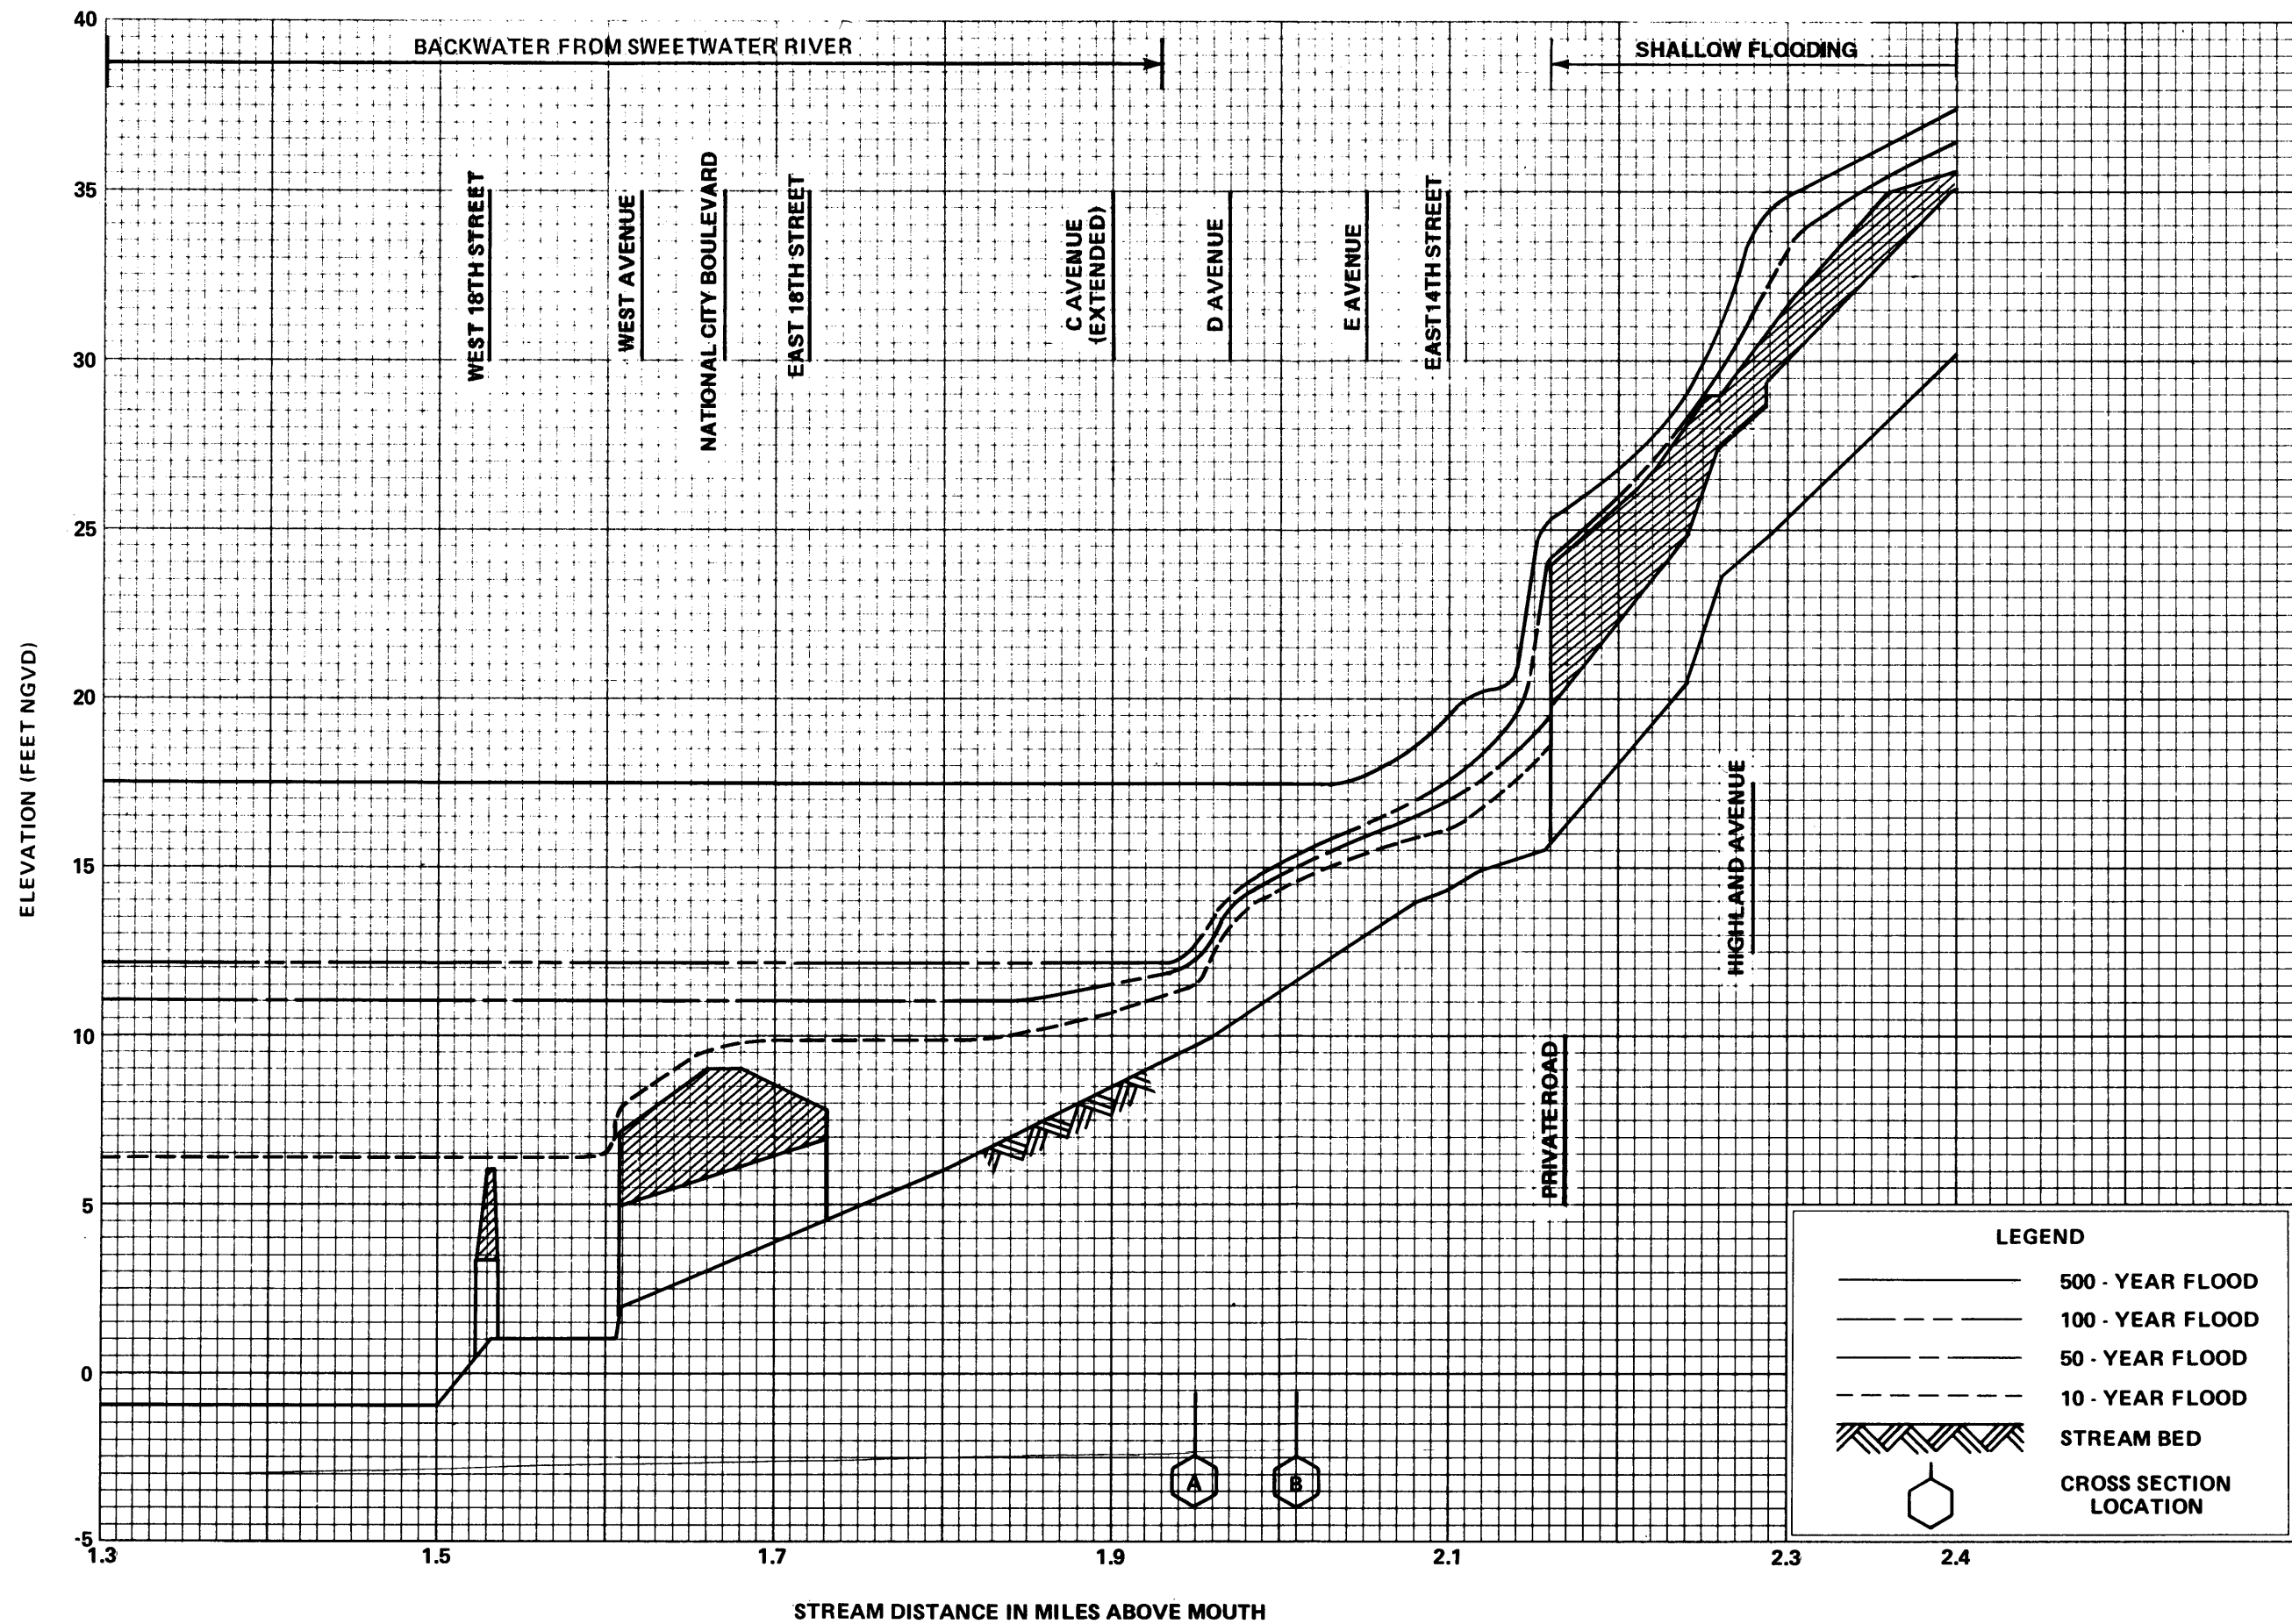 BACKWATER FROM SWEETWATER RIVER
SHALLOW FLOODING
ELEVATION (FEET NGVD)
40
35
30
25
20
15
10
5
0
-5
WEST 18TH STREET
WEST AVENUE
NATIONAL CITY BOULEVARD
EAST 18TH STREET
C AVENUE
(EXTENDED)
D AVENUE
E AVENUE
EAST 14TH STREET
PRIVATE ROAD
HIGHLAND AVENUE
A
B
LEGEND
500 - YEAR FLOOD
100 - YEAR FLOOD
50 - YEAR FLOOD
10 - YEAR FLOOD
STREAM BED
CROSS SECTION
LOCATION
1.3
1.5
1.7
1.9
2.1
2.3
2.4
STREAM DISTANCE IN MILES ABOVE MOUTH